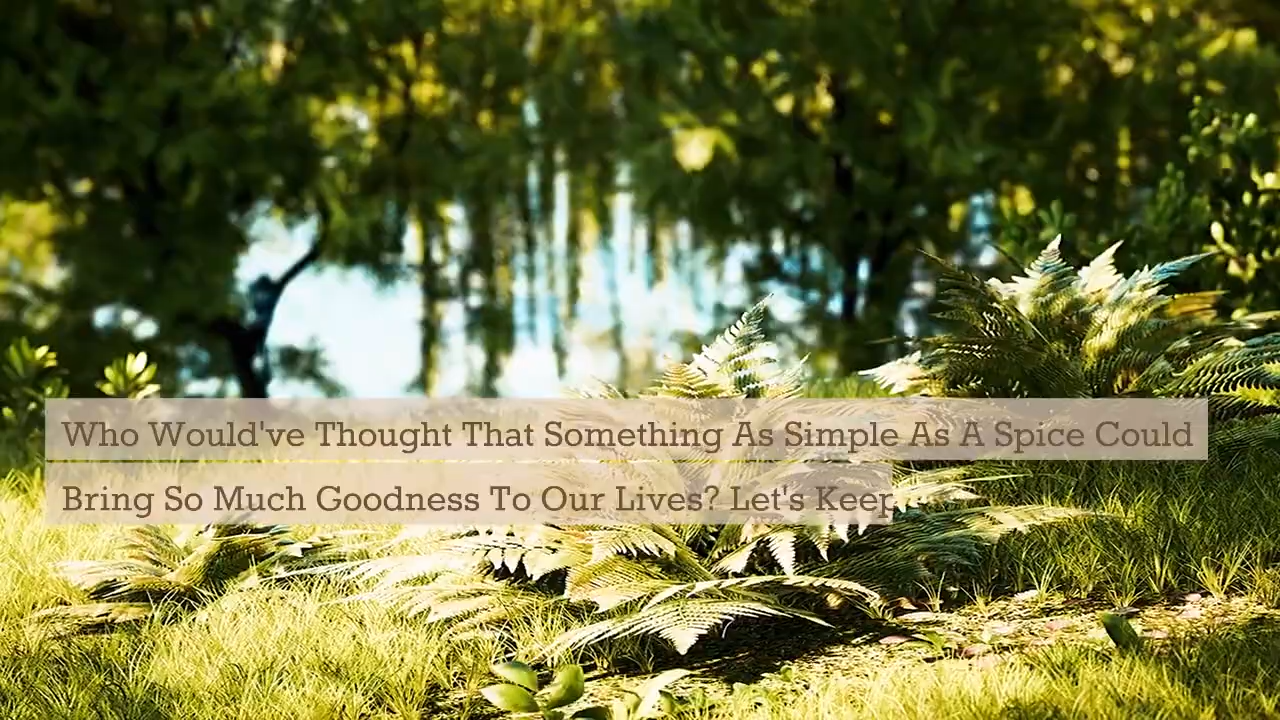 Who Would've Thought That Something As Simple As A Spice Could
Bring So Much Goodness To Our Lives? Let's Keep